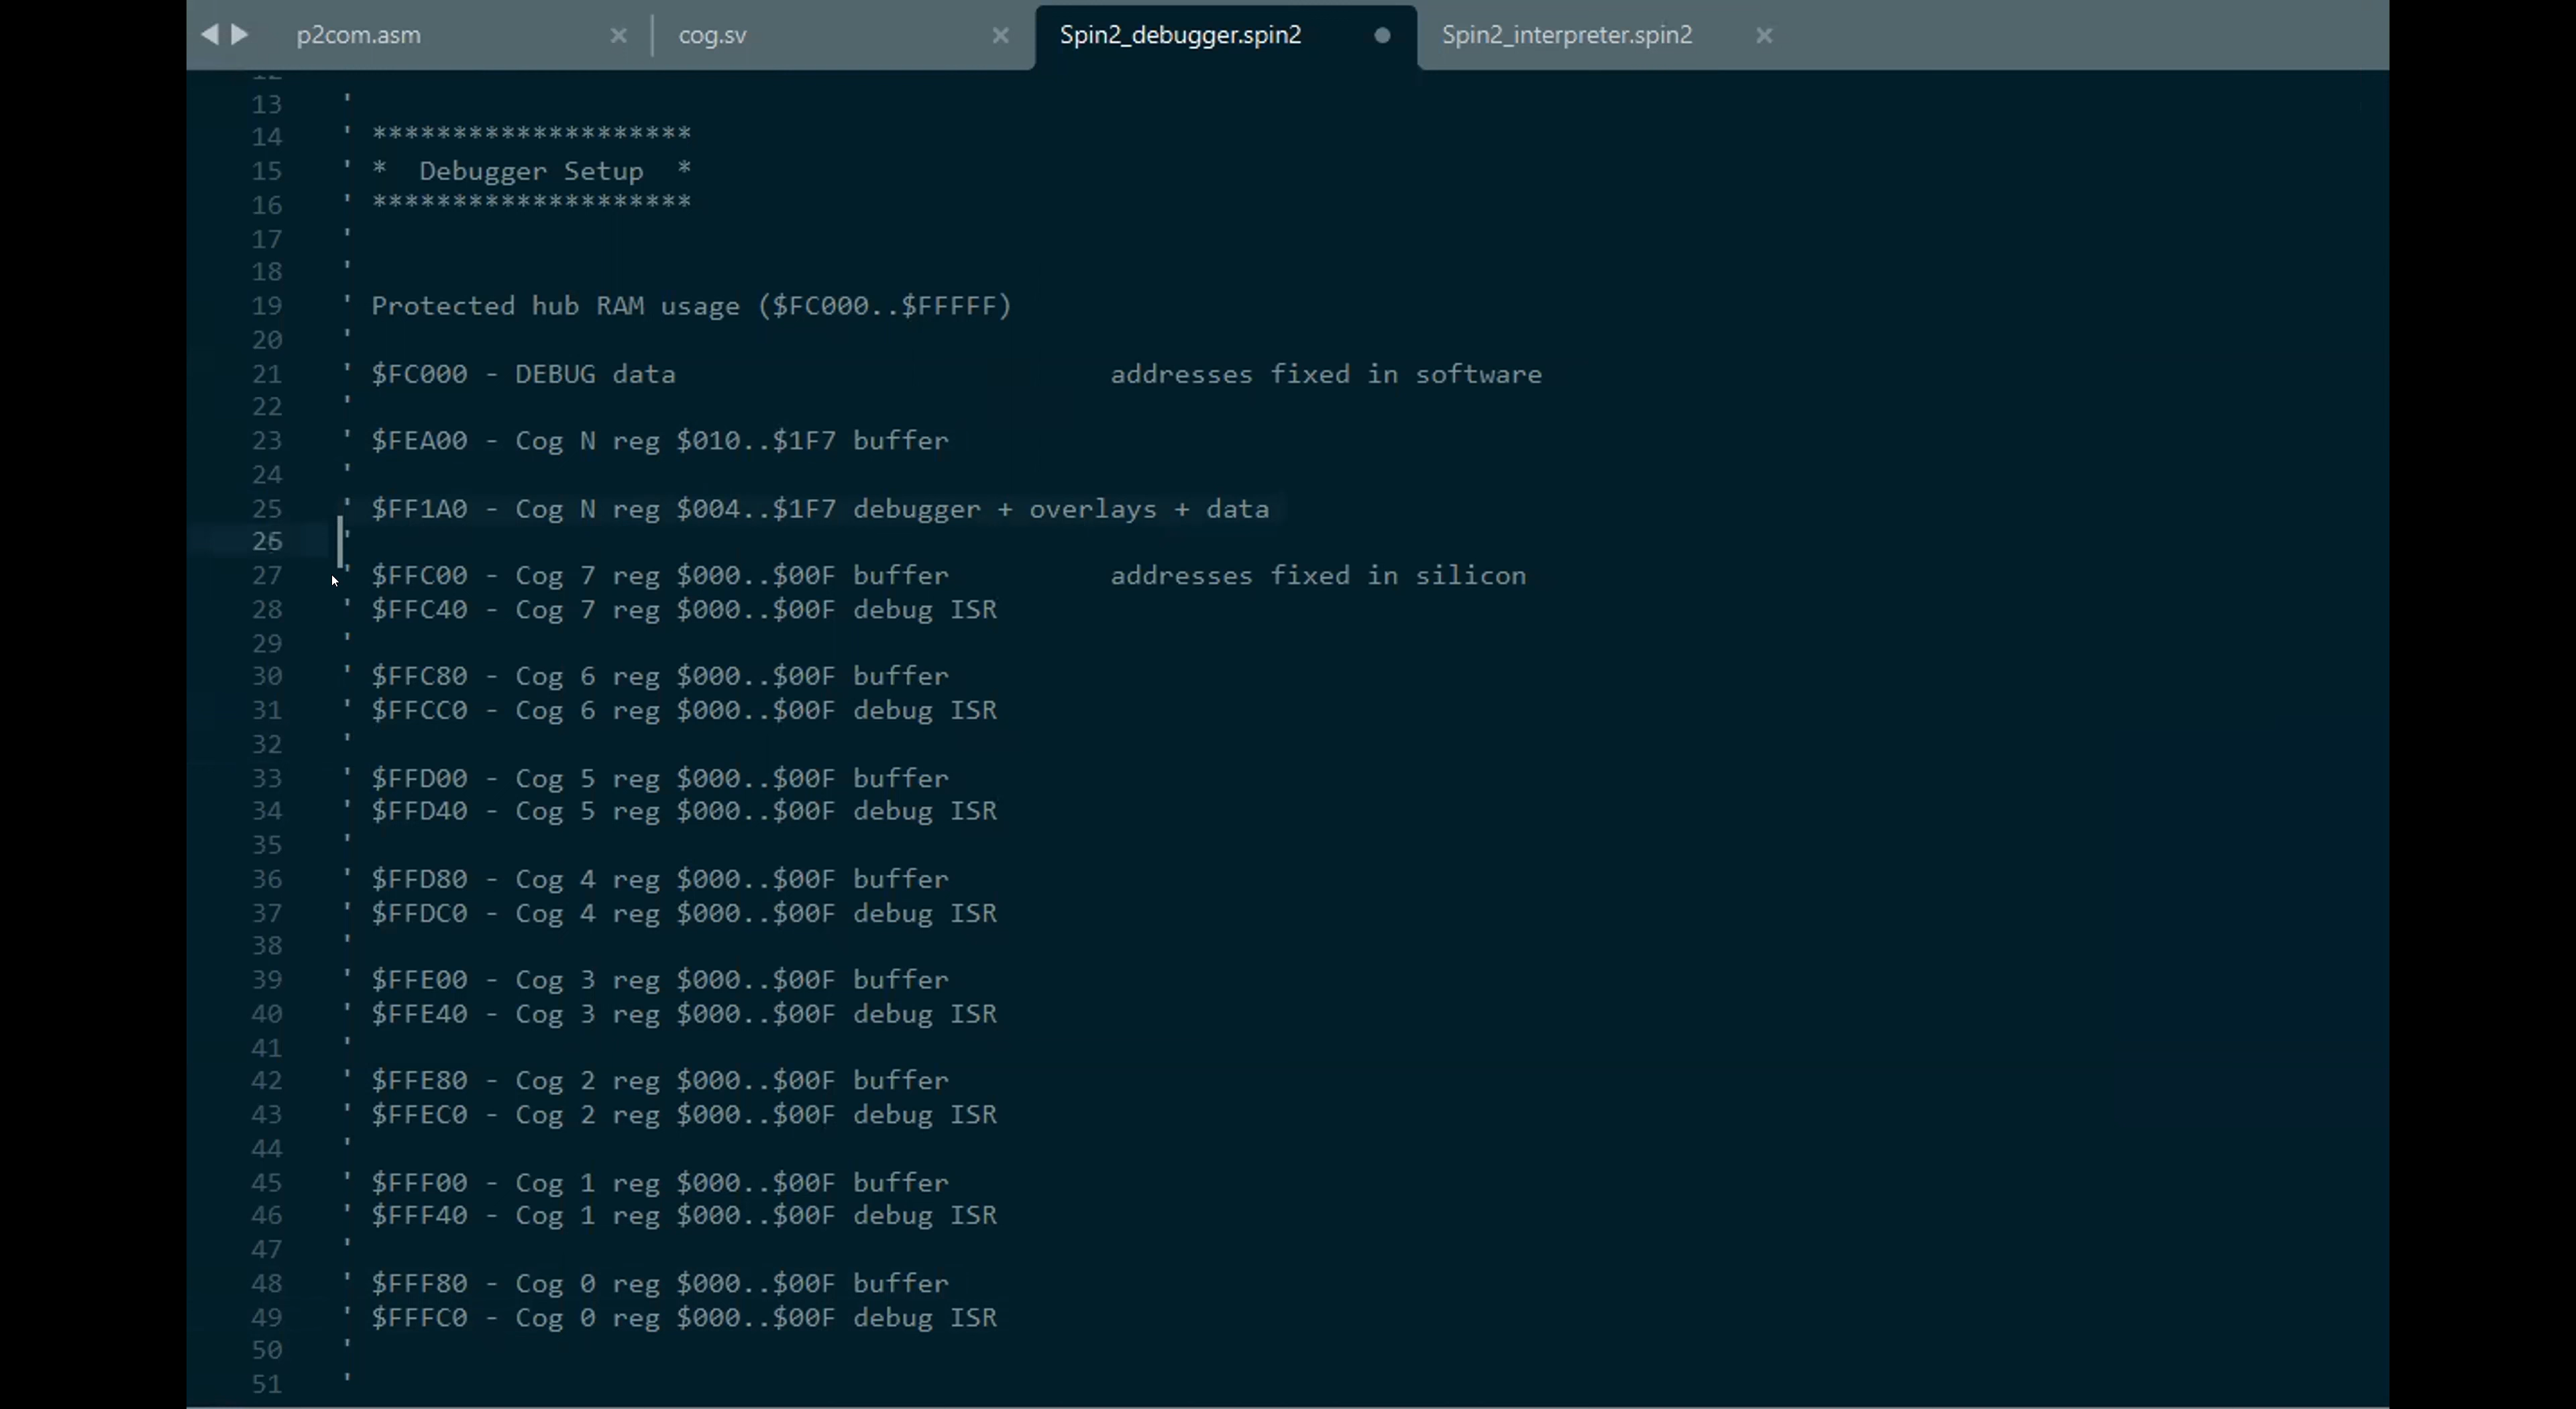 p2com.asm cog.sv Spin2_debugger.spin2 Spin2_interpreter.spin2
13 '
14 ' ********************
15 ' *  Debugger Setup  *
16 ' ********************
17 '
18 '
19 ' Protected hub RAM usage ($FC000..$FFFFF)
20 '
21 ' $FC000 - DEBUG data addresses fixed in software
22 '
23 ' $FEA00 - Cog N reg $010..$1F7 buffer
24 '
25 ' $FF1A0 - Cog N reg $004..$1F7 debugger + overlays + data
26 '
27 ' $FFC00 - Cog 7 reg $000..$00F buffer addresses fixed in silicon
28 ' $FFC40 - Cog 7 reg $000..$00F debug ISR
29 '
30 ' $FFC80 - Cog 6 reg $000..$00F buffer
31 ' $FFCC0 - Cog 6 reg $000..$00F debug ISR
32 '
33 ' $FFD00 - Cog 5 reg $000..$00F buffer
34 ' $FFD40 - Cog 5 reg $000..$00F debug ISR
35 '
36 ' $FFD80 - Cog 4 reg $000..$00F buffer
37 ' $FFDC0 - Cog 4 reg $000..$00F debug ISR
38 '
39 ' $FFE00 - Cog 3 reg $000..$00F buffer
40 ' $FFE40 - Cog 3 reg $000..$00F debug ISR
41 '
42 ' $FFE80 - Cog 2 reg $000..$00F buffer
43 ' $FFEC0 - Cog 2 reg $000..$00F debug ISR
44 '
45 ' $FFF00 - Cog 1 reg $000..$00F buffer
46 ' $FFF40 - Cog 1 reg $000..$00F debug ISR
47 '
48 ' $FFF80 - Cog 0 reg $000..$00F buffer
49 ' $FFFC0 - Cog 0 reg $000..$00F debug ISR
50 '
51 '